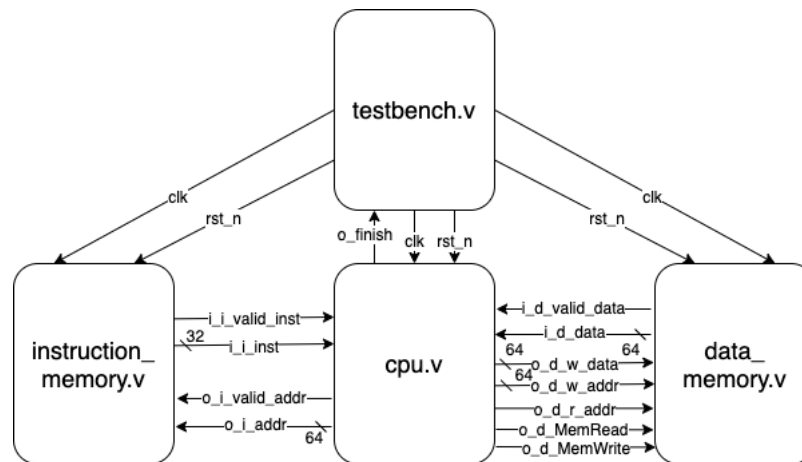 testbench.v
clk
rst_n
o_finish
clk
rst_n
rst_n
clk
instruction_
memory.v
i_i_valid_inst
32
i_i_inst
o_i_valid_addr
o_i_addr
64
cpu.v
i_d_valid_data
i_d_data
64
64
o_d_w_data
64
o_d_w_addr
o_d_r_addr
o_d_MemRead
o_d_MemWrite
data_
memory.v